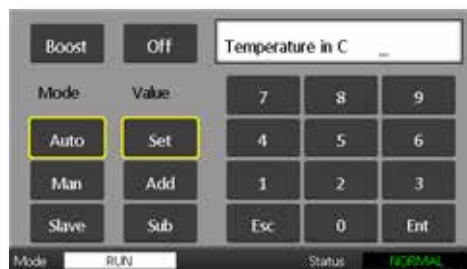 Boost Off Temperature in C _
Mode Value 7 8 9
Auto Set 4 5 6
Man Add 1 2 3
Slave Sub Esc 0 Ent
Mode RUN Status NORMAL